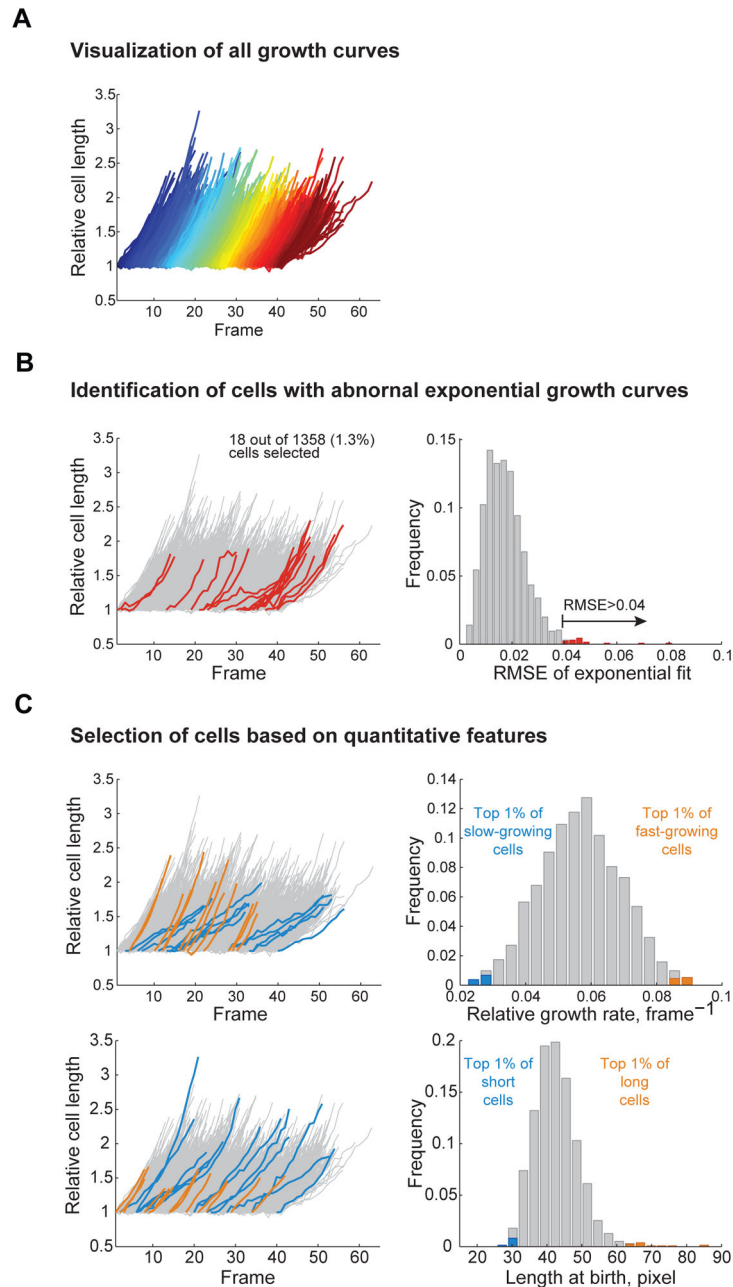 A
Visualization of all growth curves
3.5
3
2.5
2
1.5
1
0.5
Relative cell length
10 20 30 40 50 60
Frame
B
Identification of cells with abnornal exponential growth curves
3.5
3
2.5
2
1.5
1
0.5
Relative cell length
18 out of 1358 (1.3%)
cells selected
10 20 30 40 50 60
Frame
0.15
0.1
0.05
0
Frequency
RMSE>0.04
0 0.02 0.04 0.06 0.08 0.1
RMSE of exponential fit
C
Selection of cells based on quantitative features
3.5
3
2.5
2
1.5
1
0.5
Relative cell length
10 20 30 40 50 60
Frame
0.14
0.12
0.1
0.08
0.06
0.04
0.02
0
Frequency
Top 1% of
slow-growing
cells
Top 1% of
fast-growing
cells
0.02 0.04 0.06 0.08 0.1
Relative growth rate, frame⁻¹
3.5
3
2.5
2
1.5
1
0.5
Relative cell length
10 20 30 40 50 60
Frame
0.2
0.15
0.1
0.05
0
Frequency
Top 1% of
short
cells
Top 1% of
long
cells
20 30 40 50 60 70 80 90
Length at birth, pixel